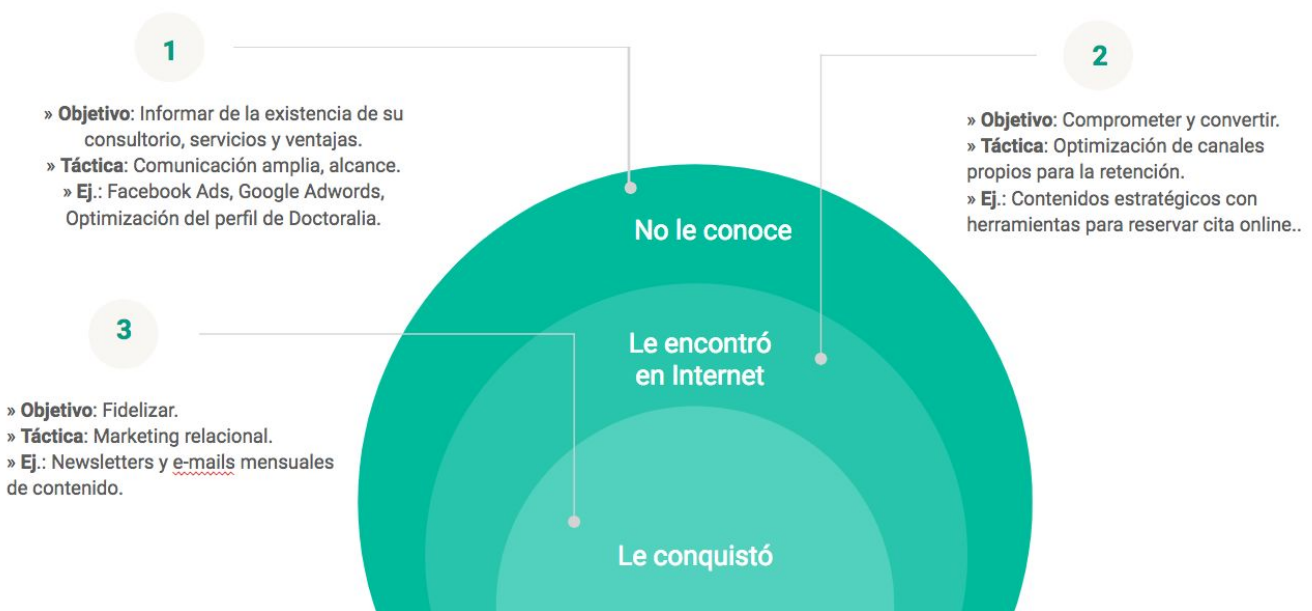 1
» Objetivo: Informar de la existencia de su
consultorio, servicios y ventajas.
» Táctica: Comunicación amplia, alcance.
» Ej.: Facebook Ads, Google Adwords,
Optimización del perfil de Doctoralia.
2
» Objetivo: Comprometer y convertir.
» Táctica: Optimización de canales
propios para la retención.
» Ej.: Contenidos estratégicos con
herramientas para reservar cita online..
No le conoce
3
» Objetivo: Fidelizar.
» Táctica: Marketing relacional.
» Ej.: Newsletters y e-mails mensuales
de contenido.
Le encontró
en Internet
Le conquistó